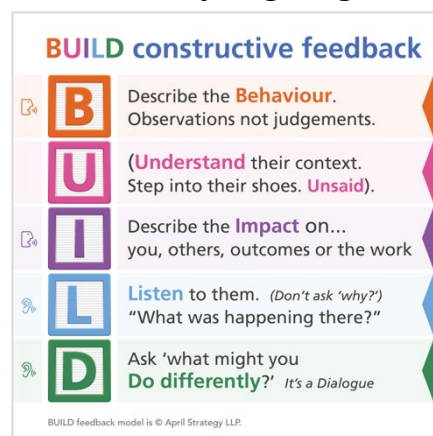 BUILD constructive feedback
B
Describe the Behaviour.
Observations not judgements.
U
(Understand their context.
Step into their shoes. Unsaid).
I
Describe the Impact on...
you, others, outcomes or the work
L
Listen to them. (Don't ask 'why?')
"What was happening there?"
D
Ask 'what might you
Do differently?' It's a Dialogue
BUILD feedback model is © April Strategy LLP.